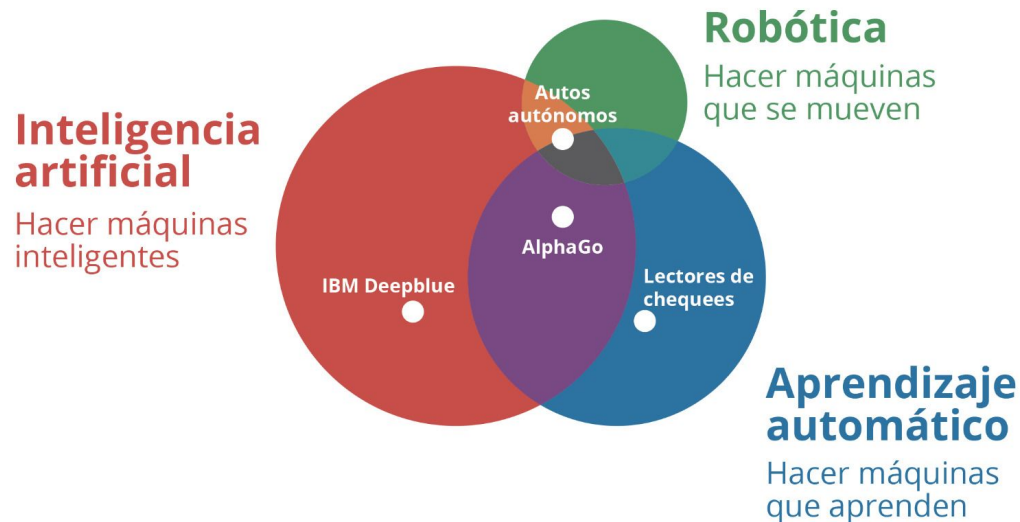 Robótica
Hacer máquinas
que se mueven
Inteligencia
artificial
Hacer máquinas
inteligentes
Autos
autónomos
AlphaGo
IBM Deepblue
Lectores de
chequees
Aprendizaje
automático
Hacer máquinas
que aprenden